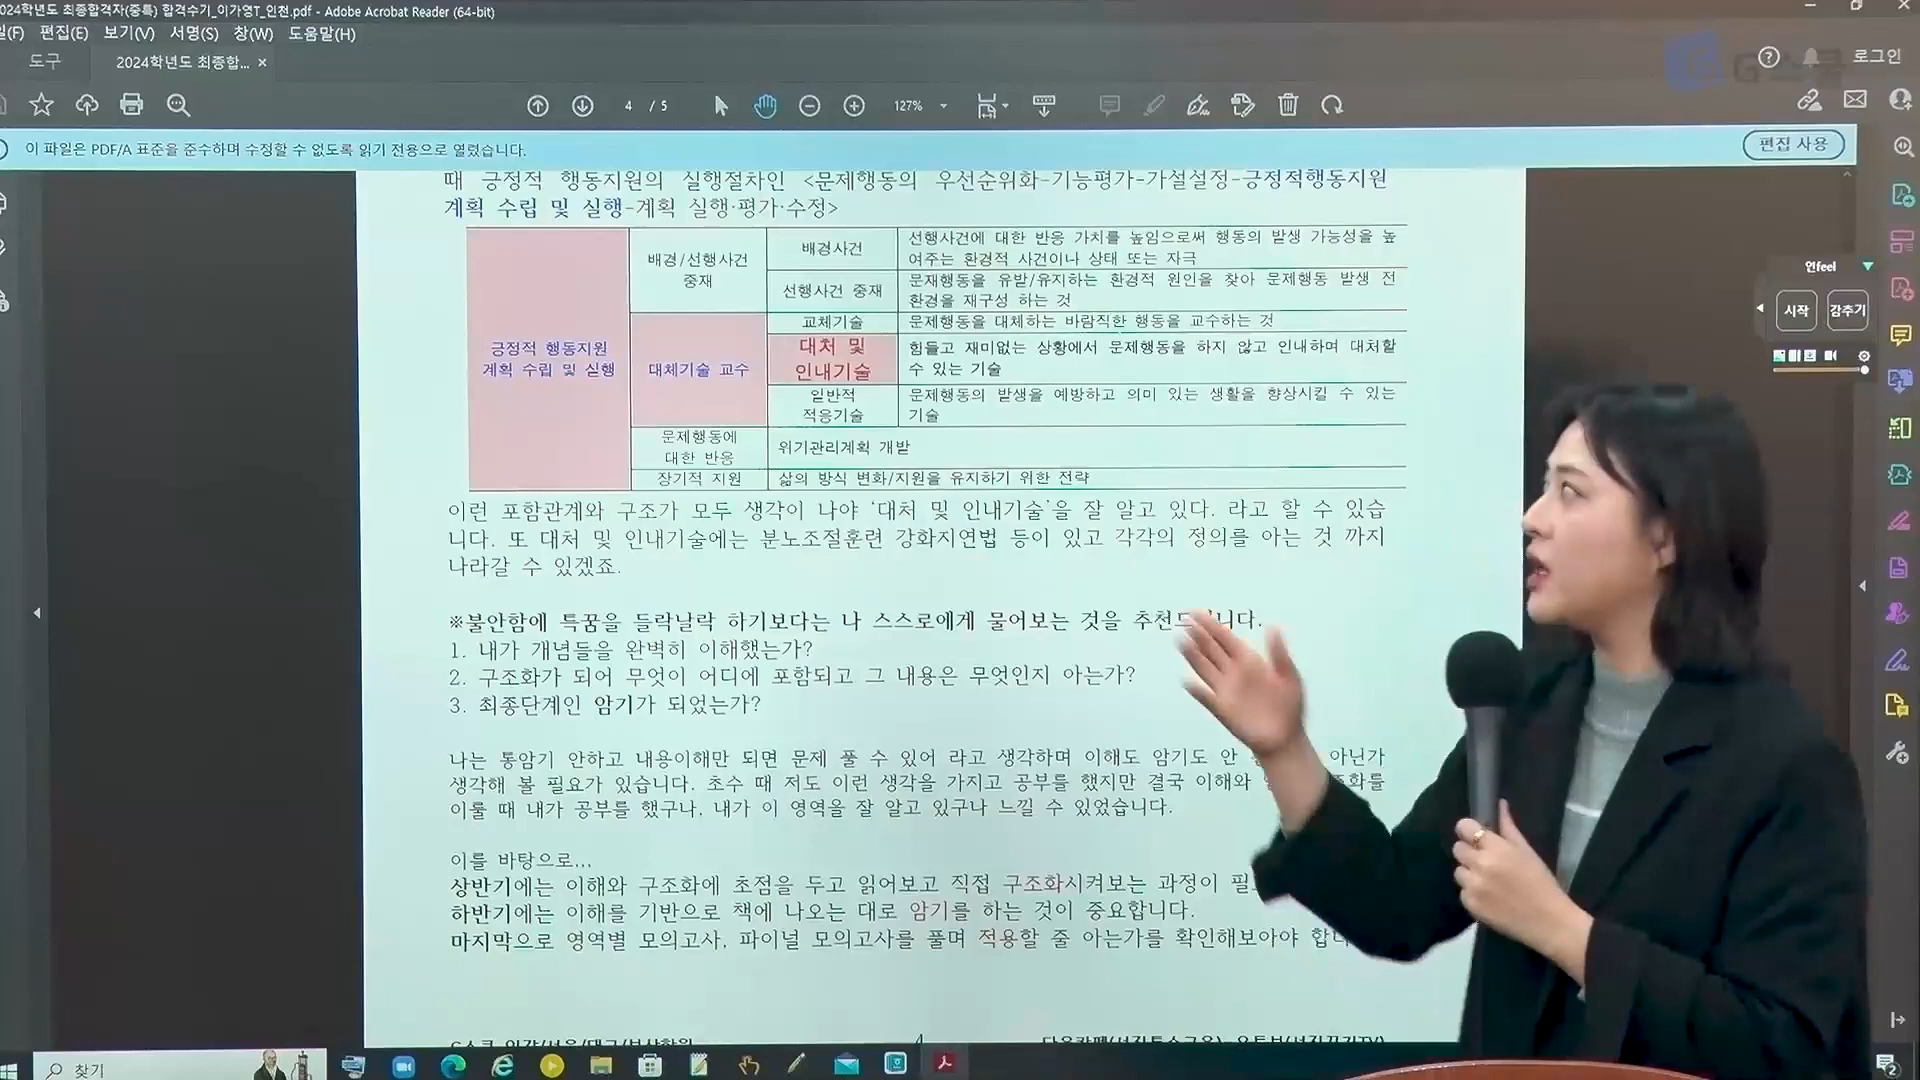 024학년도 최종합격자(중특) 합격수기_이가영T_인천.pdf - Adobe Acrobat Reader (64-bit)
일(F) 편집(E) 보기(V) 서명(S) 창(W) 도움말(H)
도구 2024학년도 최종합... ×
로그인
4 / 5 127%
이 파일은 PDF/A 표준을 준수하며 수정할 수 없도록 읽기 전용으로 열렸습니다.
편집 사용
때 긍정적 행동지원의 실행절차인 <문제행동의 우선순위화-기능평가-가설설정-긍정적행동지원
계획 수립 및 실행-계획 실행·평가·수정>
긍정적 행동지원
계획 수립 및 실행
배경/선행사건
중재
배경사건
선행사건에 대한 반응 가치를 높임으로써 행동의 발생 가능성을 높
여주는 환경적 사건이나 상태 또는 자극
선행사건 중재
문재행동을 유발/유지하는 환경적 원인을 찾아 문제행동 발생 전
환경을 재구성 하는 것
대체기술 교수
교체기술
문제행동을 대체하는 바람직한 행동을 교수하는 것
대처 및
인내기술
힘들고 재미없는 상황에서 문제행동을 하지 않고 인내하며 대처할
수 있는 기술
일반적
적응기술
문제행동의 발생을 예방하고 의미 있는 생활을 향상시킬 수 있는
기술
문제행동에
대한 반응
위기관리계획 개발
장기적 지원
삶의 방식 변화/지원을 유지하기 위한 전략
이런 포함관계와 구조가 모두 생각이 나야 '대처 및 인내기술'을 잘 알고 있다. 라고 할 수 있습
니다. 또 대처 및 인내기술에는 분노조절훈련 강화지연법 등이 있고 각각의 정의를 아는 것 까지
나라갈 수 있겠죠.
※불안함에 특꿈을 들락날락 하기보다는 나 스스로에게 물어보는 것을 추천드립니다.
1. 내가 개념들을 완벽히 이해했는가?
2. 구조화가 되어 무엇이 어디에 포함되고 그 내용은 무엇인지 아는가?
3. 최종단계인 암기가 되었는가?
나는 통암기 안하고 내용이해만 되면 문제 풀 수 있어 라고 생각하며 이해도 암기도 안 아닌가
생각해 볼 필요가 있습니다. 초수 때 저도 이런 생각을 가지고 공부를 했지만 결국 이해와
이룰 때 내가 공부를 했구나, 내가 이 영역을 잘 알고 있구나 느낄 수 있었습니다.
이를 바탕으로...
상반기에는 이해와 구조화에 초점을 두고 읽어보고 직접 구조화시켜보는 과정이
하반기에는 이해를 기반으로 책에 나오는 대로 암기를 하는 것이 중요합니다.
마지막으로 영역별 모의고사, 파이널 모의고사를 풀며 적용할 줄 아는가를 확인해보아야
4
언feel
시작 감추기
찾기